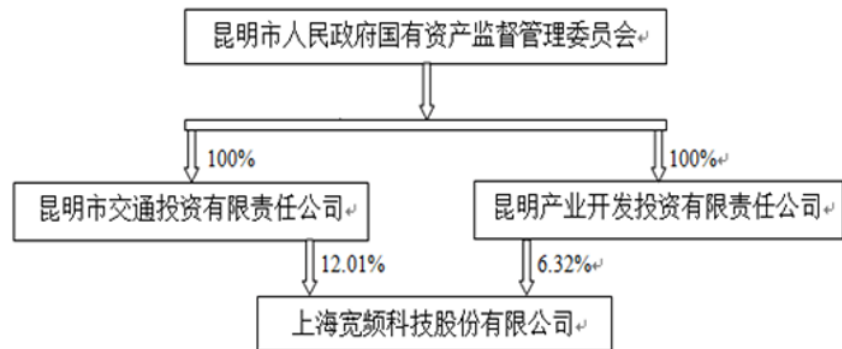 昆明市人民政府国有资产监督管理委员会
100%
100%
昆明市交通投资有限责任公司
昆明产业开发投资有限责任公司
12.01%
6.32%
上海宽频科技股份有限公司